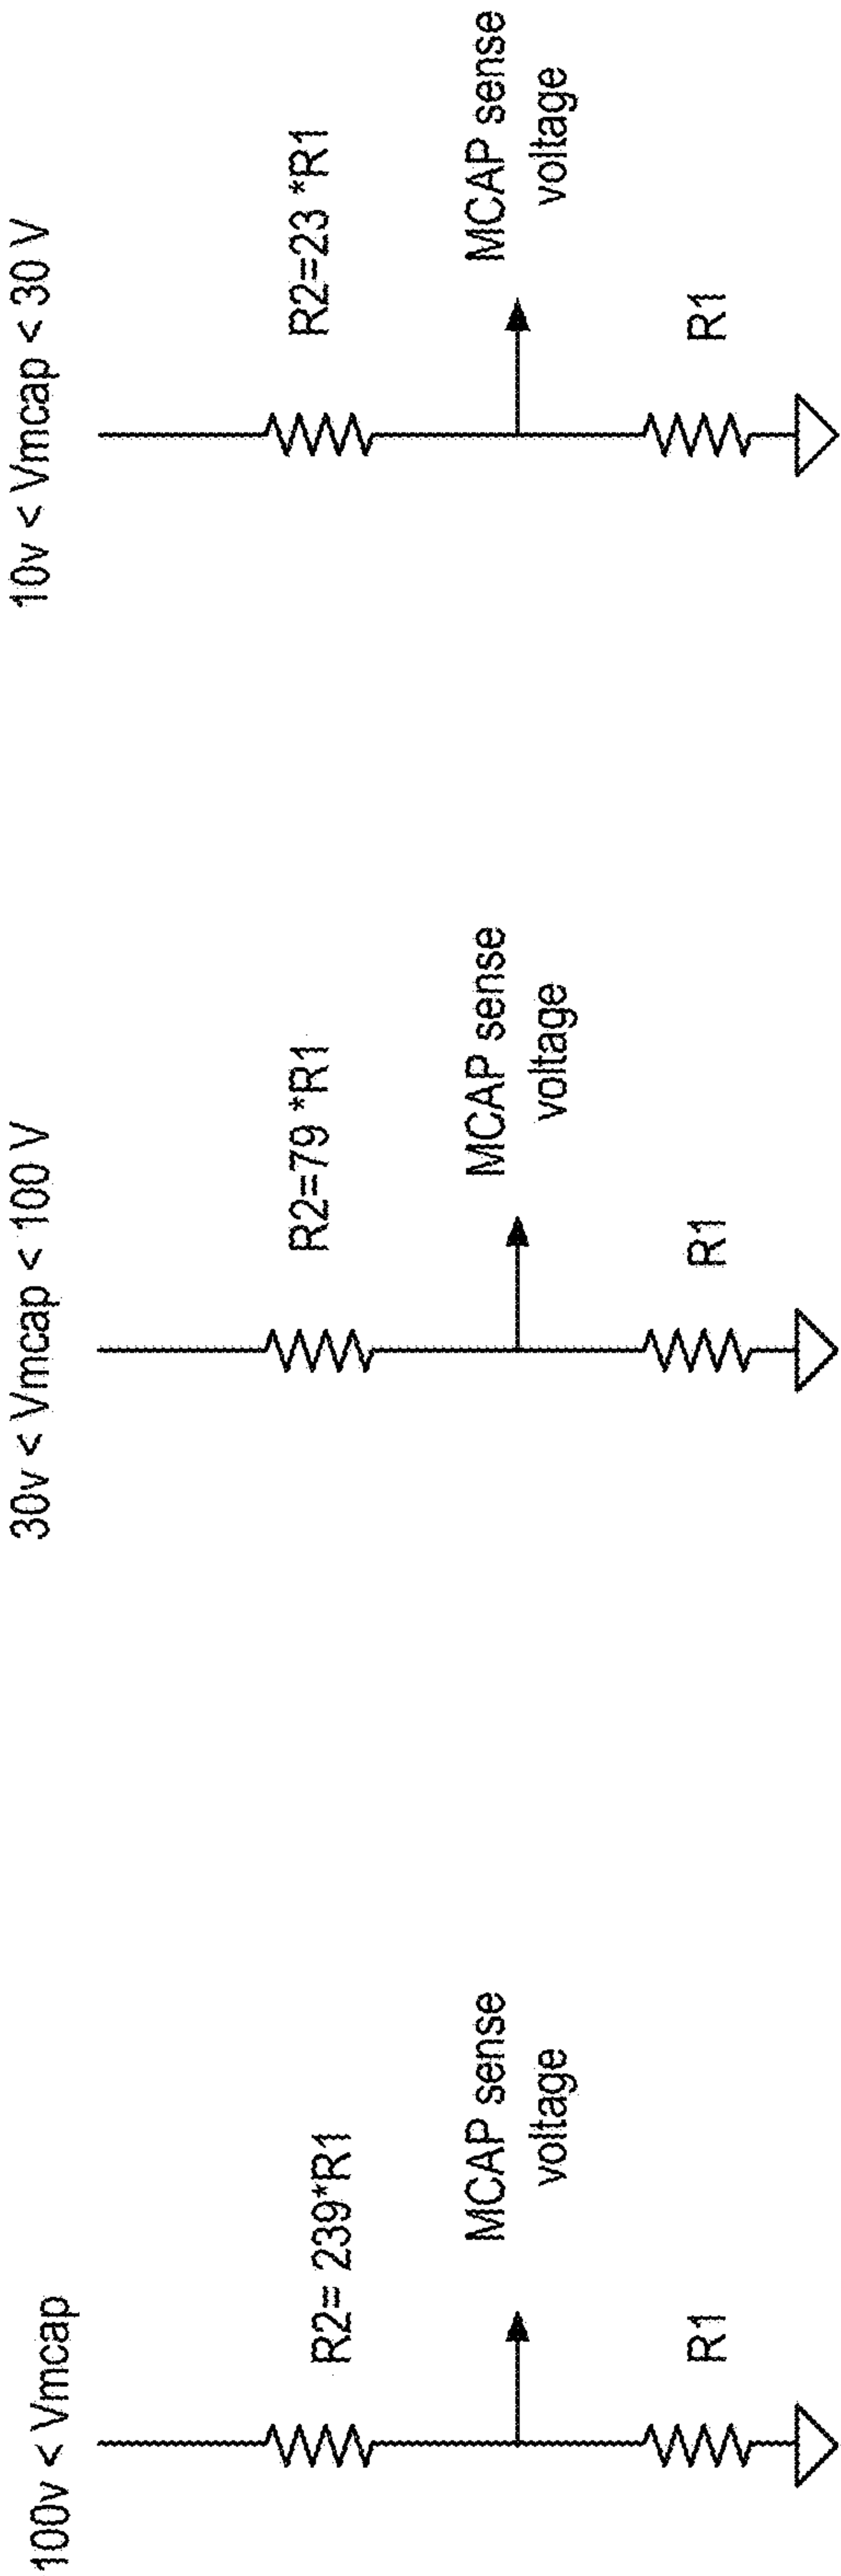 100v < Vmcap
R2= 239*R1
MCAP sense
voltage
R1
30v < Vmcap < 100 V
R2=79 *R1
MCAP sense
voltage
R1
10v < Vmcap < 30 V
R2=23 *R1
MCAP sense
voltage
R1